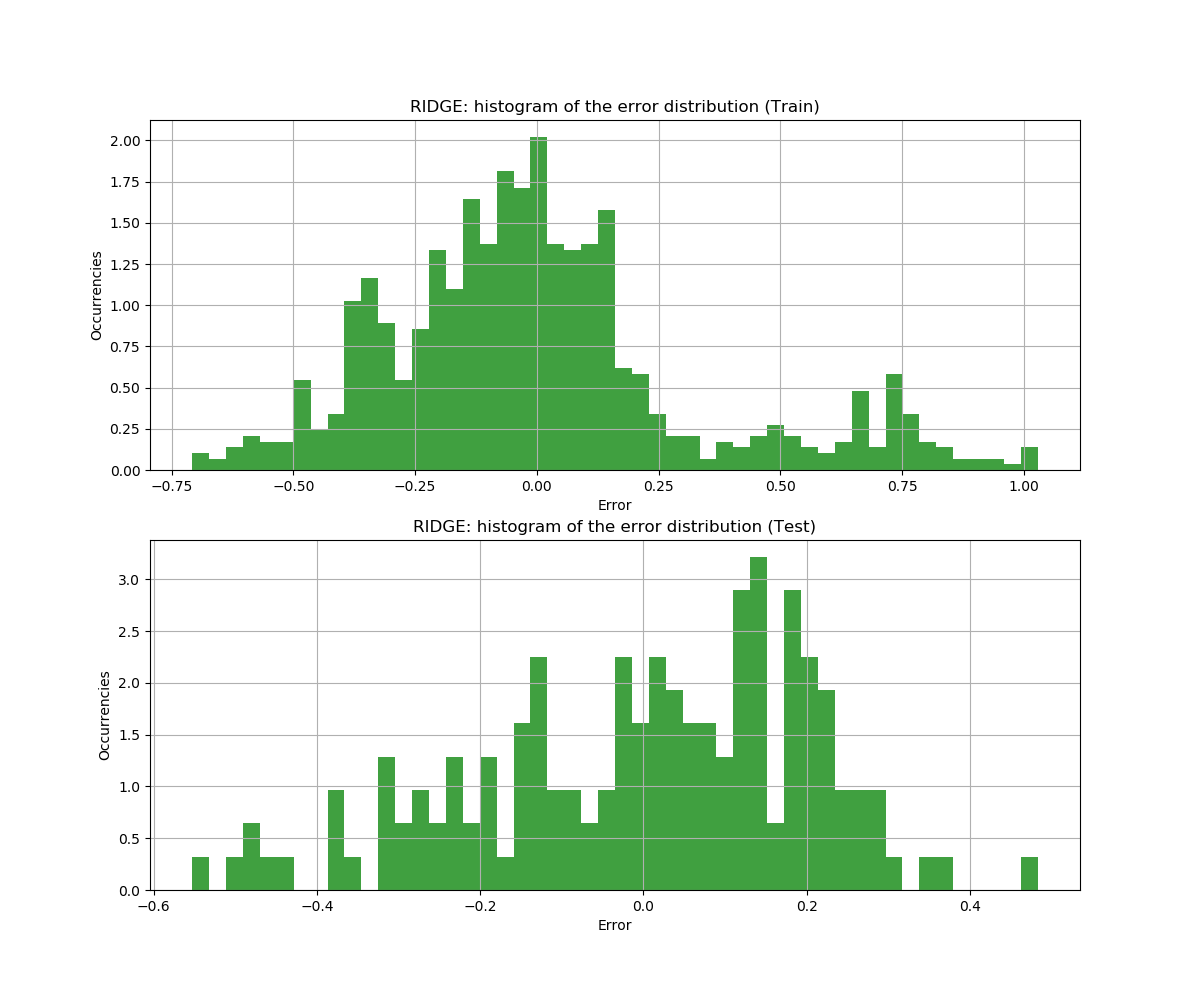 RIDGE: histogram of the error distribution (Train)
2.00
1.75
1.50
1.25
1.00
0.75
0.50
0.25
0.00
Occurrencies
−0.75 −0.50 −0.25 0.00 0.25 0.50 0.75 1.00
Error
RIDGE: histogram of the error distribution (Test)
3.0
2.5
2.0
1.5
1.0
0.5
0.0
Occurrencies
−0.6 −0.4 −0.2 0.0 0.2 0.4
Error